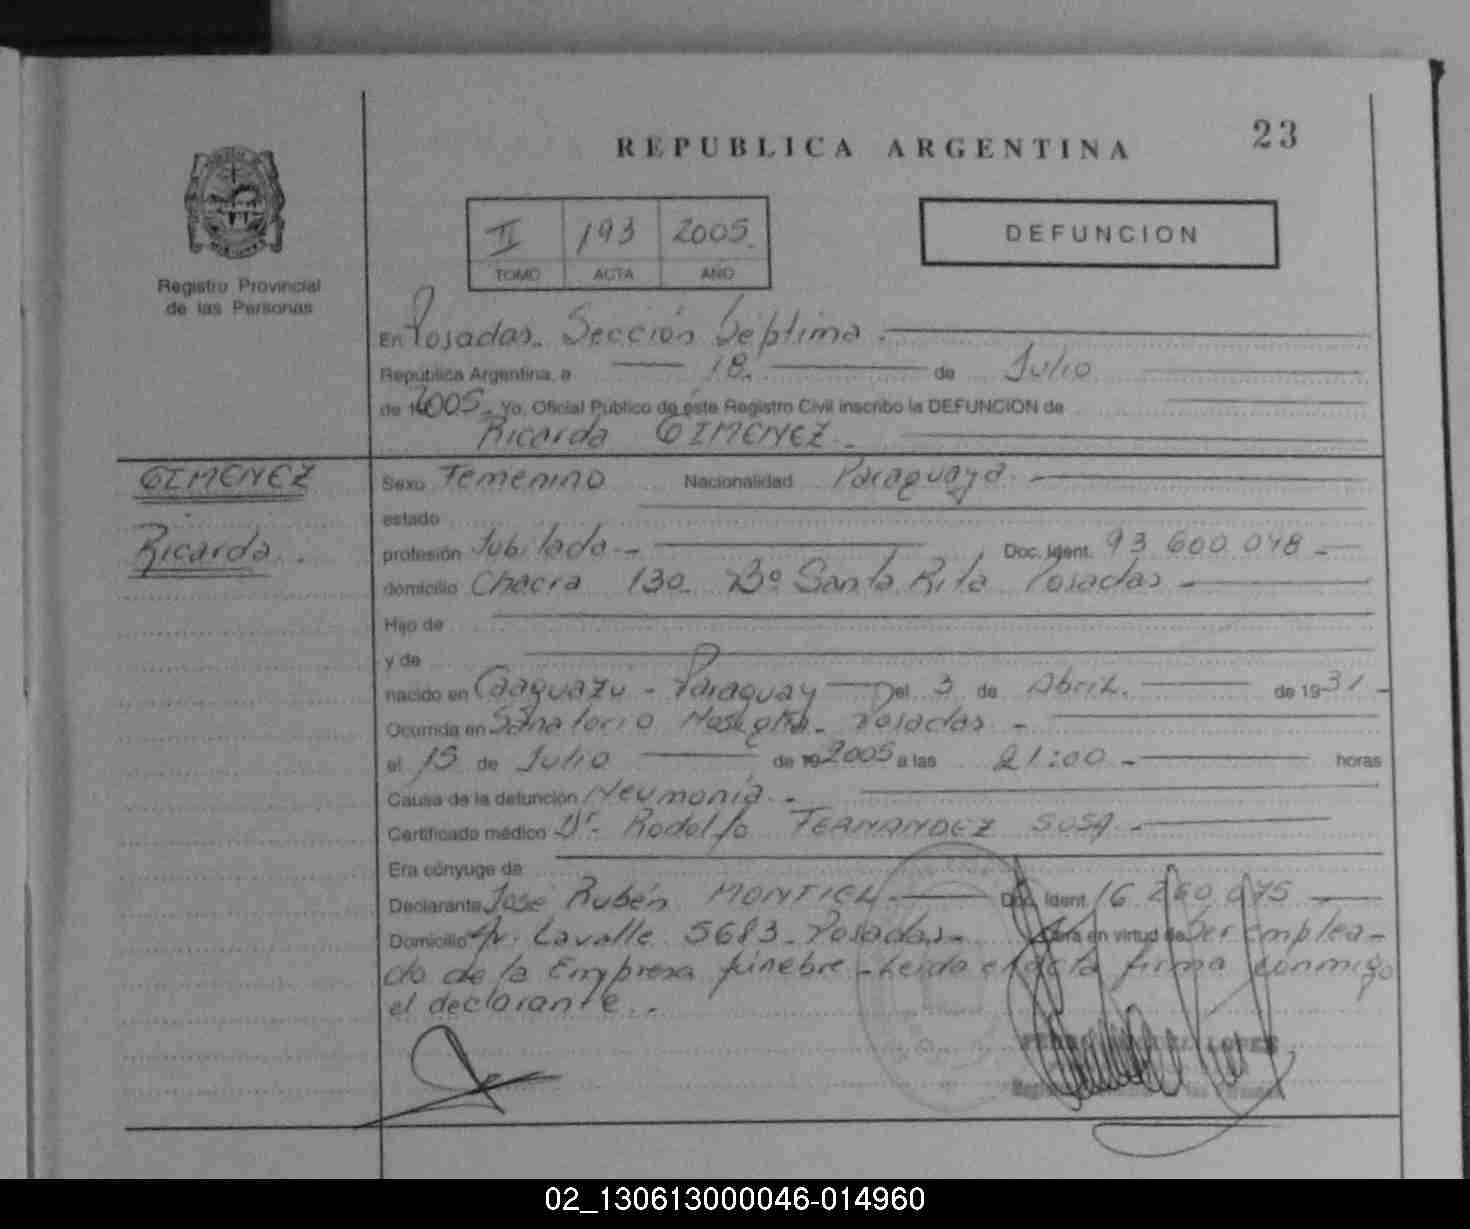 23
REPUBLICA ARGENTINA
II 193 2005
TOMO ACTA AÑO
DEFUNCION
Registro Provincial
de las Personas
En Posadas. Sección Séptima
República Argentina, a 18 de Julio
de 2005. Yo, Oficial Público de este Registro Civil inscribo la DEFUNCION de
Ricarda GIMENEZ.
GIMENEZ
Ricarda
Sexo Femenino Nacionalidad Paraguaya
estado
profesión Jubilada Doc. Ident. 93 600 048
domicilio Chacra 130 Bº Santa Rita Posadas
Hijo de
y de
nacido en Caaguazu - Paraguay el 3 de Abril de 1931
Ocurrida en Sanatorio Posadas
el 15 de Julio de 2005 a las 21:00 horas
Causa de la defunción Neumonia
Certificado médico Dr. Rodolfo FERNANDEZ SOSA
Era cónyuge de
Declarante José Rubén MONTIEL Doc. Ident. 16 260 075
Domicilio Av. Lavalle 5683 - Posadas en virtud de Ser emplea-
do de la Empresa fúnebre - Leida el acta firma conmigo
el declarante.
LOPEZ
02_130613000046-014960